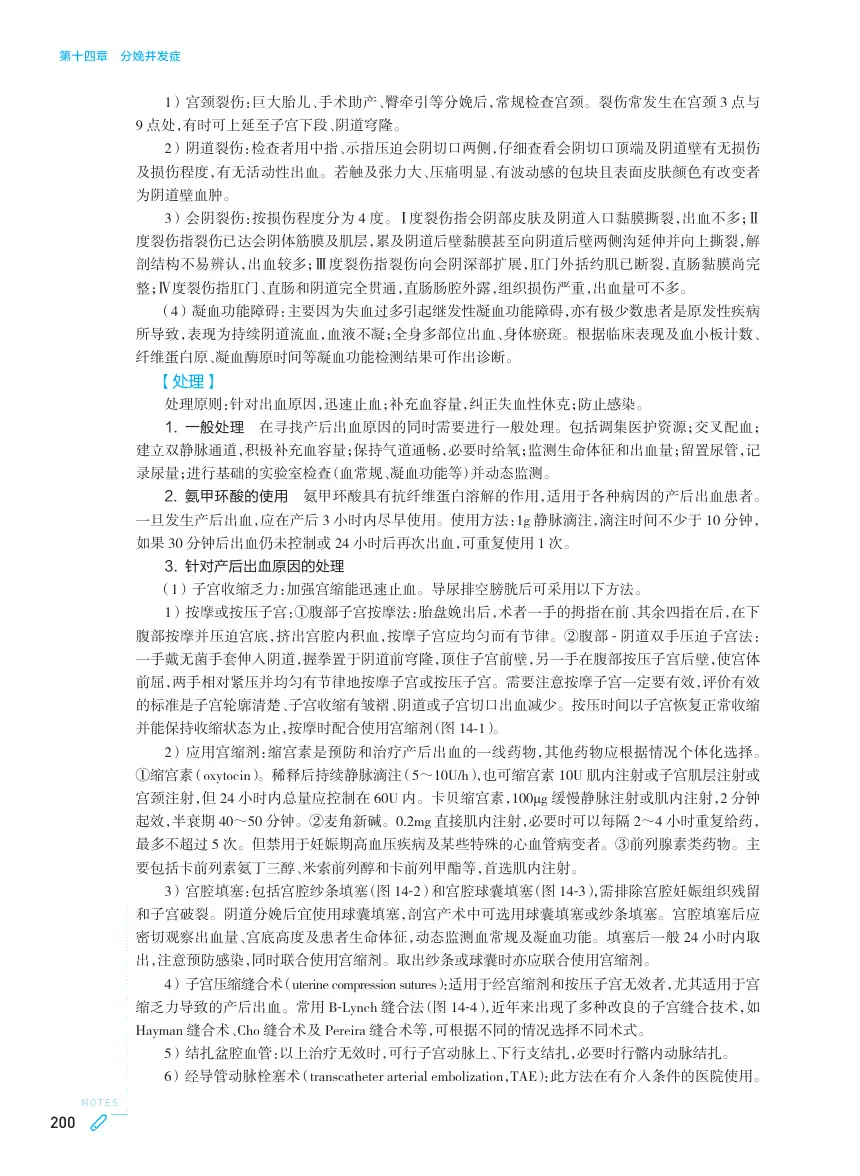 第十四章　分娩并发症
1）宫颈裂伤：巨大胎儿、手术助产、臀牵引等分娩后，常规检查宫颈。裂伤常发生在宫颈 3 点与
9 点处，有时可上延至子宫下段、阴道穹隆。
2）阴道裂伤：检查者用中指、示指压迫会阴切口两侧，仔细查看会阴切口顶端及阴道壁有无损伤
及损伤程度，有无活动性出血。若触及张力大、压痛明显、有波动感的包块且表面皮肤颜色有改变者
为阴道壁血肿。
3）会阴裂伤：按损伤程度分为 4 度。Ⅰ度裂伤指会阴部皮肤及阴道入口黏膜撕裂，出血不多；Ⅱ
度裂伤指裂伤已达会阴体筋膜及肌层，累及阴道后壁黏膜甚至向阴道后壁两侧沟延伸并向上撕裂，解
剖结构不易辨认，出血较多；Ⅲ度裂伤指裂伤向会阴深部扩展，肛门外括约肌已断裂，直肠黏膜尚完
整；Ⅳ度裂伤指肛门、直肠和阴道完全贯通，直肠肠腔外露，组织损伤严重，出血量可不多。
（4）凝血功能障碍：主要因为失血过多引起继发性凝血功能障碍，亦有极少数患者是原发性疾病
所导致，表现为持续阴道流血，血液不凝；全身多部位出血、身体瘀斑。根据临床表现及血小板计数、
纤维蛋白原、凝血酶原时间等凝血功能检测结果可作出诊断。
【处理】
处理原则：针对出血原因，迅速止血；补充血容量，纠正失血性休克；防止感染。
1. 一般处理　在寻找产后出血原因的同时需要进行一般处理。包括调集医护资源；交叉配血；
建立双静脉通道，积极补充血容量；保持气道通畅，必要时给氧；监测生命体征和出血量；留置尿管，记
录尿量；进行基础的实验室检查（血常规、凝血功能等）并动态监测。
2. 氨甲环酸的使用　氨甲环酸具有抗纤维蛋白溶解的作用，适用于各种病因的产后出血患者。
一旦发生产后出血，应在产后 3 小时内尽早使用。使用方法：1g 静脉滴注，滴注时间不少于 10 分钟，
如果 30 分钟后出血仍未控制或 24 小时后再次出血，可重复使用 1 次。
3. 针对产后出血原因的处理
（1）子宫收缩乏力：加强宫缩能迅速止血。导尿排空膀胱后可采用以下方法。
1）按摩或按压子宫：①腹部子宫按摩法：胎盘娩出后，术者一手的拇指在前、其余四指在后，在下
腹部按摩并压迫宫底，挤出宫腔内积血，按摩子宫应均匀而有节律。②腹部 - 阴道双手压迫子宫法：
一手戴无菌手套伸入阴道，握拳置于阴道前穹隆，顶住子宫前壁，另一手在腹部按压子宫后壁，使宫体
前屈，两手相对紧压并均匀有节律地按摩子宫或按压子宫。需要注意按摩子宫一定要有效，评价有效
的标准是子宫轮廓清楚、子宫收缩有皱褶、阴道或子宫切口出血减少。按压时间以子宫恢复正常收缩
并能保持收缩状态为止，按摩时配合使用宫缩剂（图 14-1）。
2）应用宫缩剂：缩宫素是预防和治疗产后出血的一线药物，其他药物应根据情况个体化选择。
①缩宫素（oxytocin）。稀释后持续静脉滴注（5～10U/h），也可缩宫素 10U 肌内注射或子宫肌层注射或
宫颈注射，但 24 小时内总量应控制在 60U 内。卡贝缩宫素，100μg 缓慢静脉注射或肌内注射，2 分钟
起效，半衰期 40～50 分钟。②麦角新碱。0.2mg 直接肌内注射，必要时可以每隔 2～4 小时重复给药，
最多不超过 5 次。但禁用于妊娠期高血压疾病及某些特殊的心血管病变者。③前列腺素类药物。主
要包括卡前列素氨丁三醇、米索前列醇和卡前列甲酯等，首选肌内注射。
3）宫腔填塞：包括宫腔纱条填塞（图 14-2）和宫腔球囊填塞（图 14-3），需排除宫腔妊娠组织残留
和子宫破裂。阴道分娩后宜使用球囊填塞，剖宫产术中可选用球囊填塞或纱条填塞。宫腔填塞后应
密切观察出血量、宫底高度及患者生命体征，动态监测血常规及凝血功能。填塞后一般 24 小时内取
出，注意预防感染，同时联合使用宫缩剂。取出纱条或球囊时亦应联合使用宫缩剂。
4）子宫压缩缝合术（uterine compression sutures）：适用于经宫缩剂和按压子宫无效者，尤其适用于宫
缩乏力导致的产后出血。常用 B-Lynch 缝合法（图 14-4），近年来出现了多种改良的子宫缝合技术，如
Hayman 缝合术、Cho 缝合术及 Pereira 缝合术等，可根据不同的情况选择不同术式。
5）结扎盆腔血管：以上治疗无效时，可行子宫动脉上、下行支结扎，必要时行髂内动脉结扎。
6）经导管动脉栓塞术（transcatheter arterial embolization，TAE）：此方法在有介入条件的医院使用。
NOTES
200